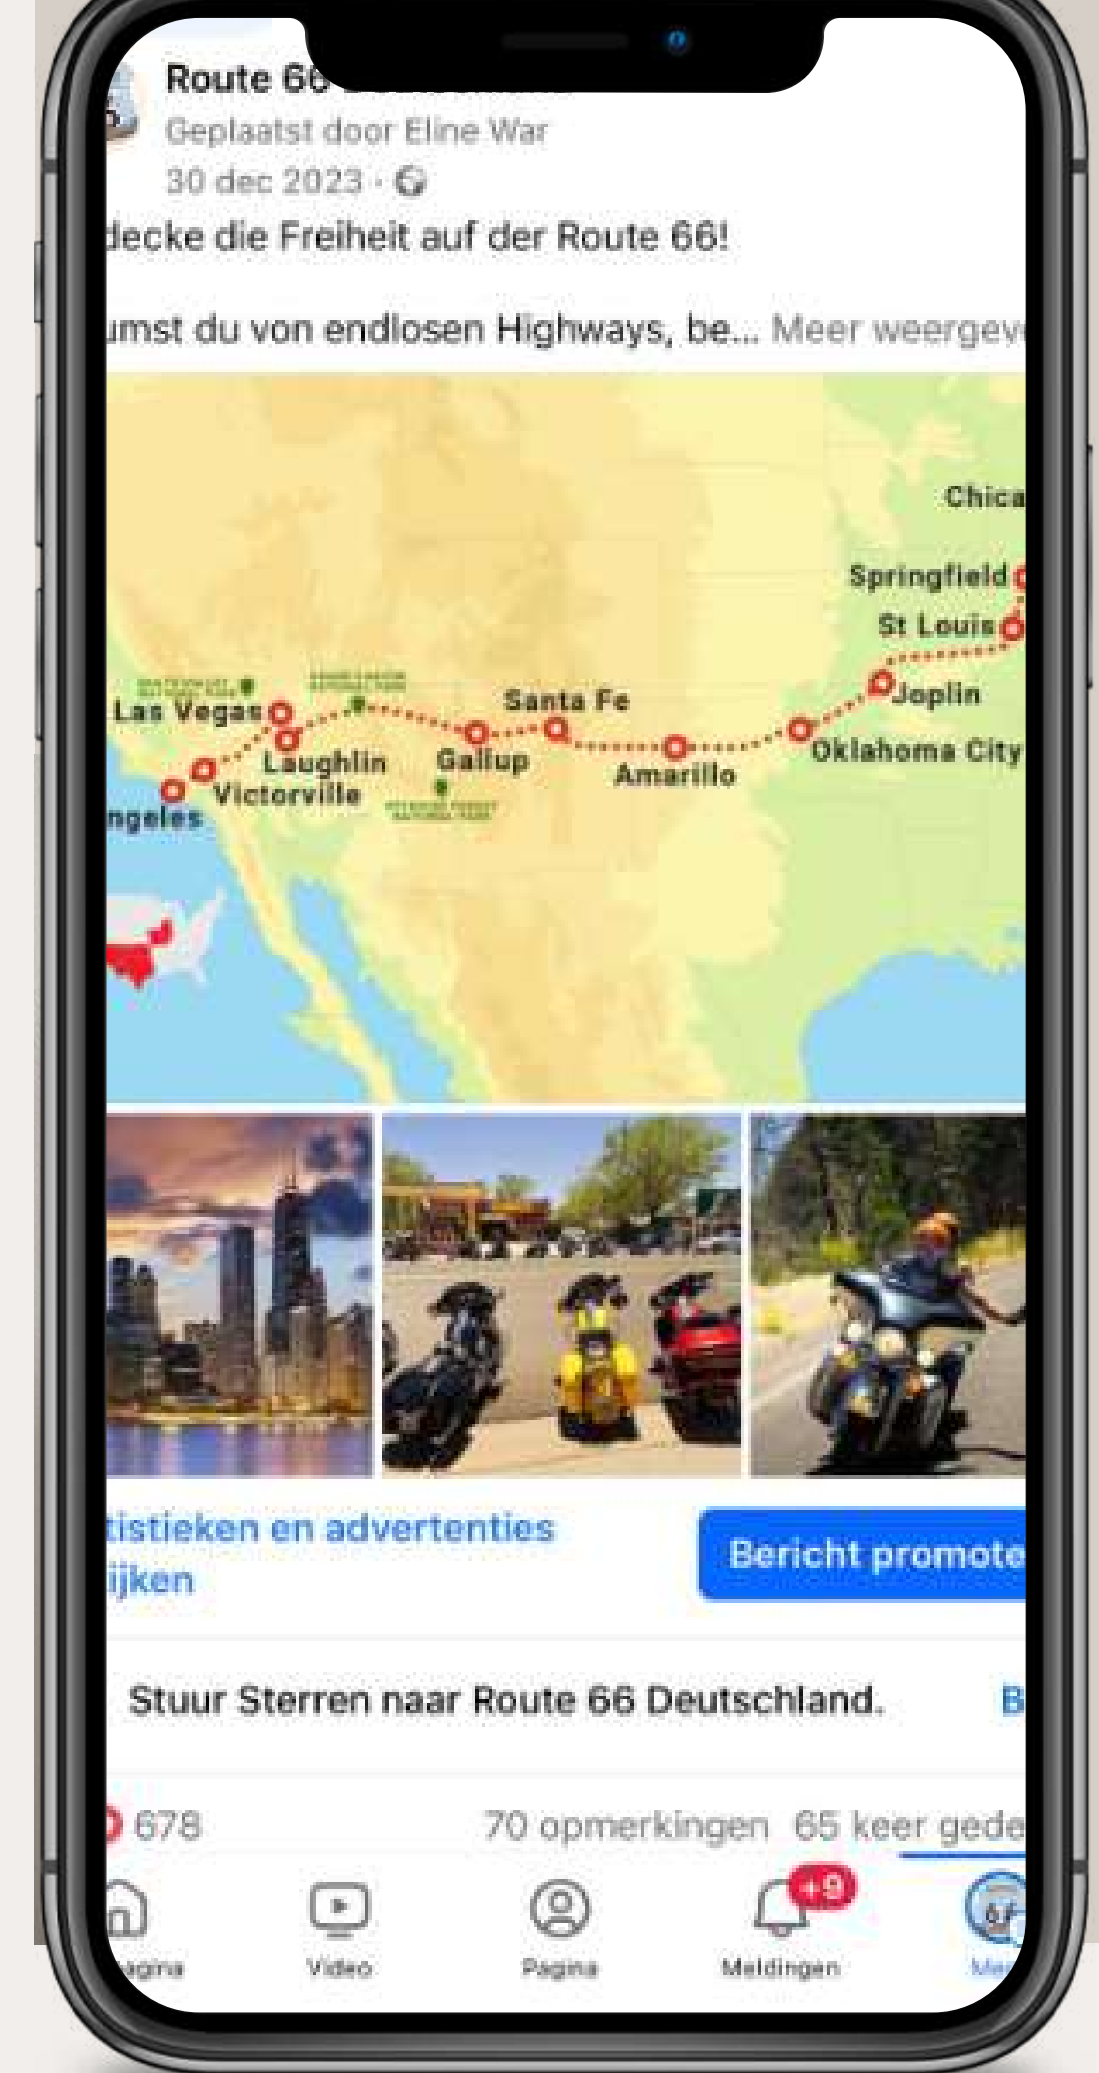 Route 66
Geplaatst door Eline War
30 dec 2023 ·
decke die Freiheit auf der Route 66!
umst du von endlosen Highways, be... Meer weergev
Chica
Springfield
St Louis
Joplin
Santa Fe
Las Vegas
Oklahoma City
Laughlin
Gallup
Amarillo
Victorville
ngeles
tistieken en advertenties
ijken
Bericht promote
Stuur Sterren naar Route 66 Deutschland.
B
678
70 opmerkingen 65 keer gede
+9
agina
Video
Pagina
Meldingen